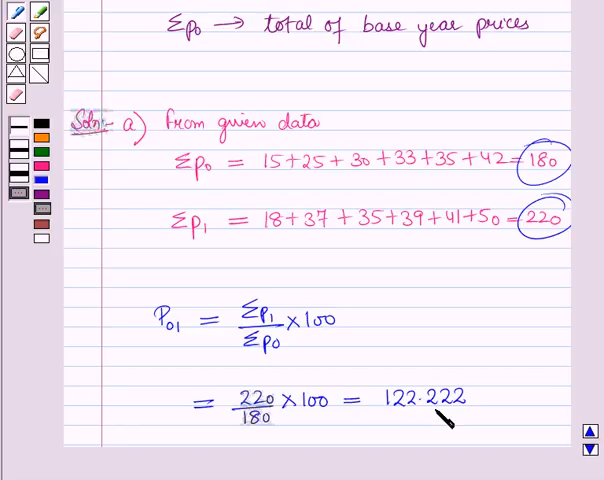 Σp₀ → total of base year prices
Soln:- a) From given data
Σp₀ = 15+25+30+33+35+42=180
Σp₁ = 18+37+35+39+41+50=220
P₀₁ = Σp₁/Σp₀ ×100
= 220/180 ×100 = 122.222